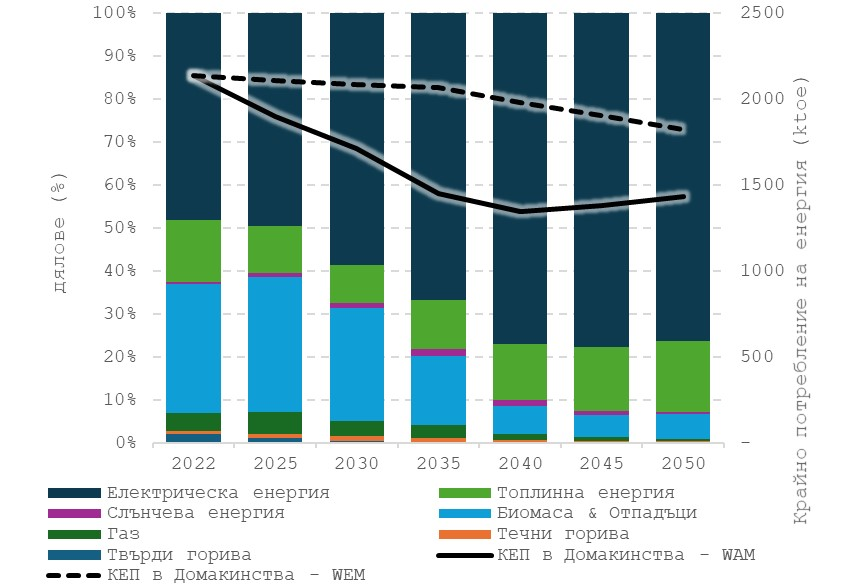 100%
90%
80%
70%
60%
50%
40%
30%
20%
10%
0%
дялове (%)
2500
2000
1500
1000
500
-
Крайно потребление на енергия (ktoe)
2022 2025 2030 2035 2040 2045 2050
Електрическа енергия Топлинна енергия
Слънчева енергия Биомаса & Отпадъци
Газ Течни горива
Твърди горива КЕП в Домакинства - WAM
КЕП в Домакинства - WEM